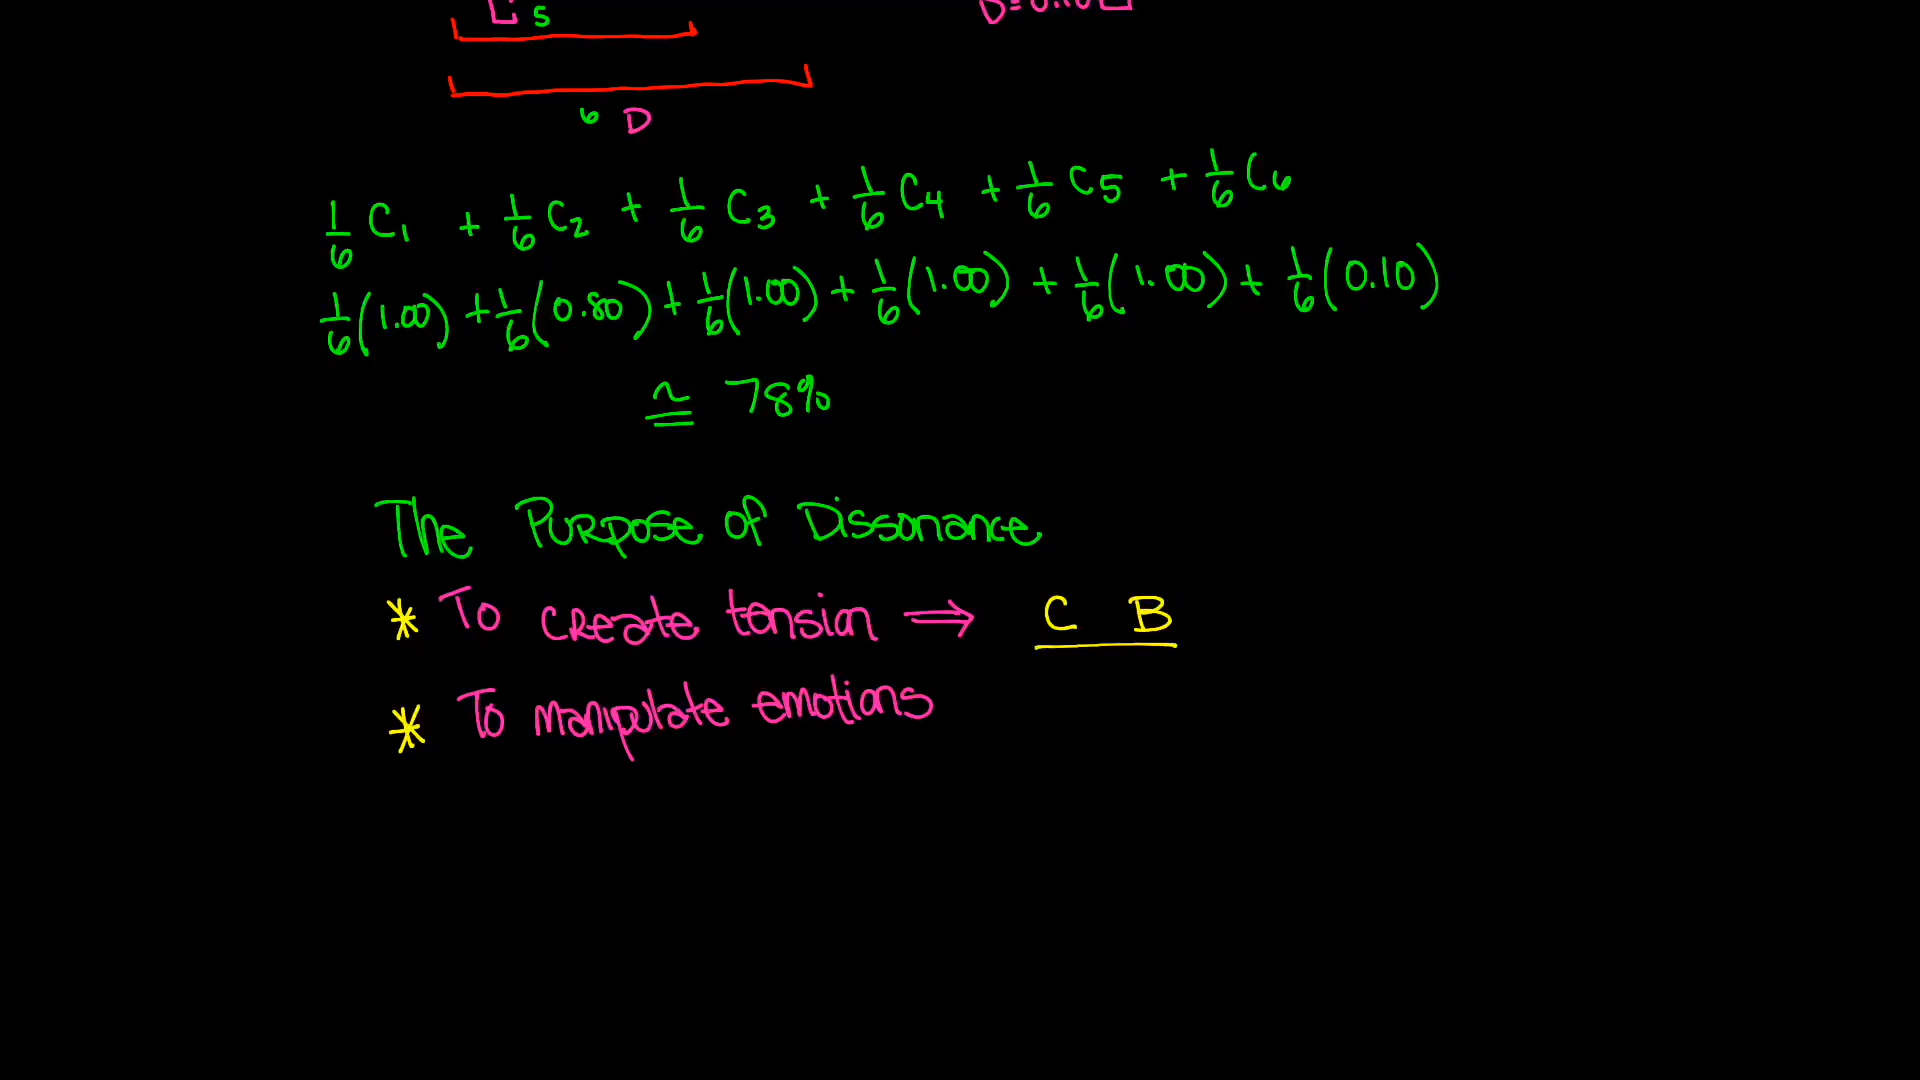 5
D=0.10
6 D
1/6 C₁ + 1/6 C₂ + 1/6 C₃ + 1/6 C₄ + 1/6 C₅ + 1/6 C₆
1/6(1.00) + 1/6(0.80) + 1/6(1.00) + 1/6(1.00) + 1/6(1.00) + 1/6(0.10)
≅ 78%
The Purpose of Dissonance
* To create tension ⇒ C B
* To manipulate emotions